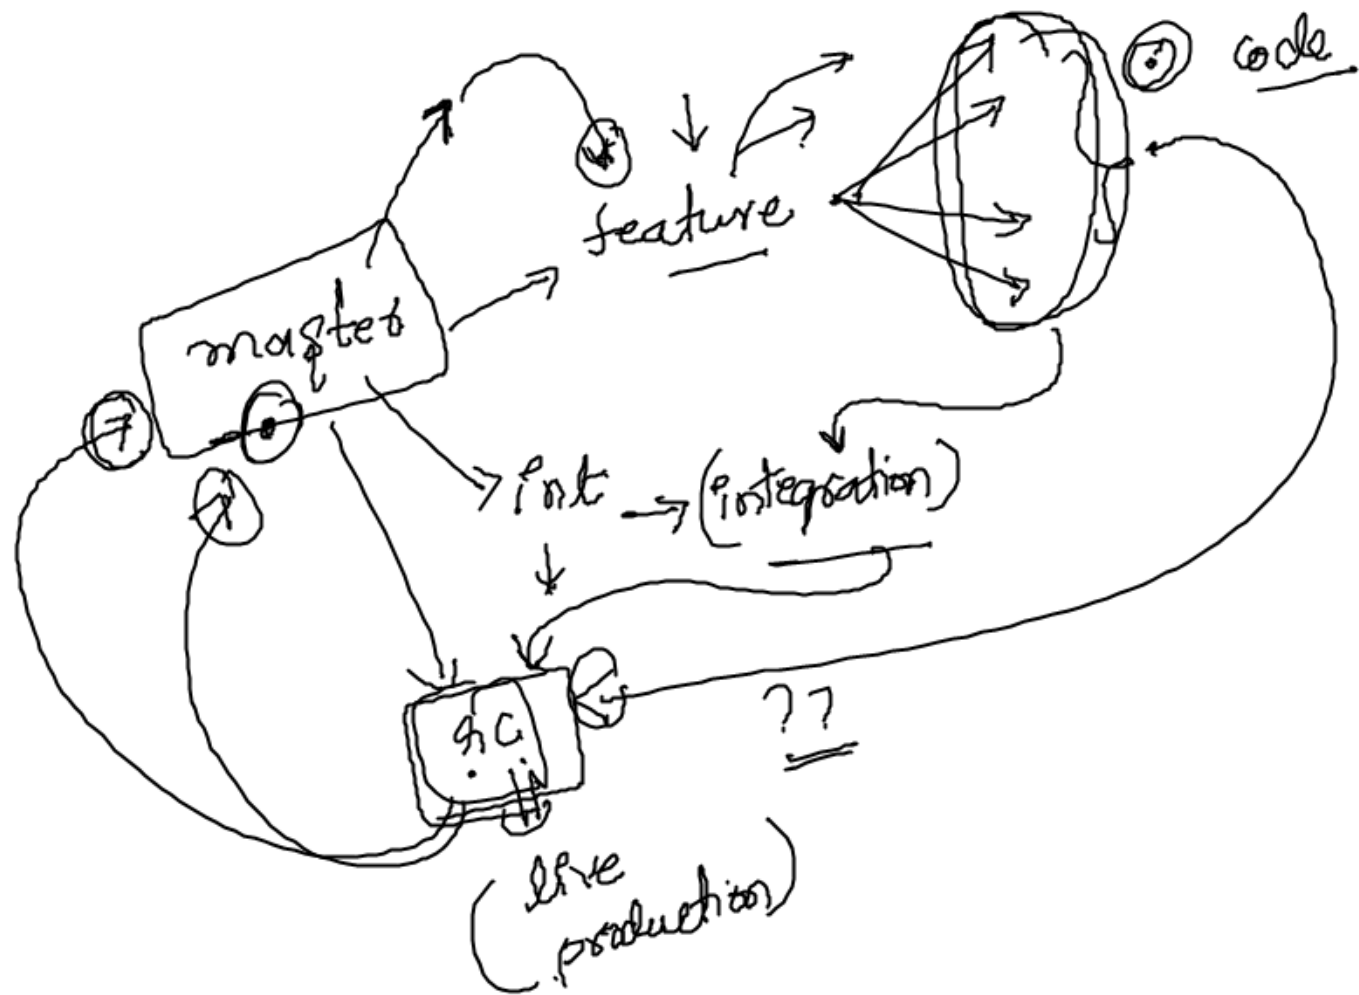 code
feature
master
int → (integration)
??
(live
production)